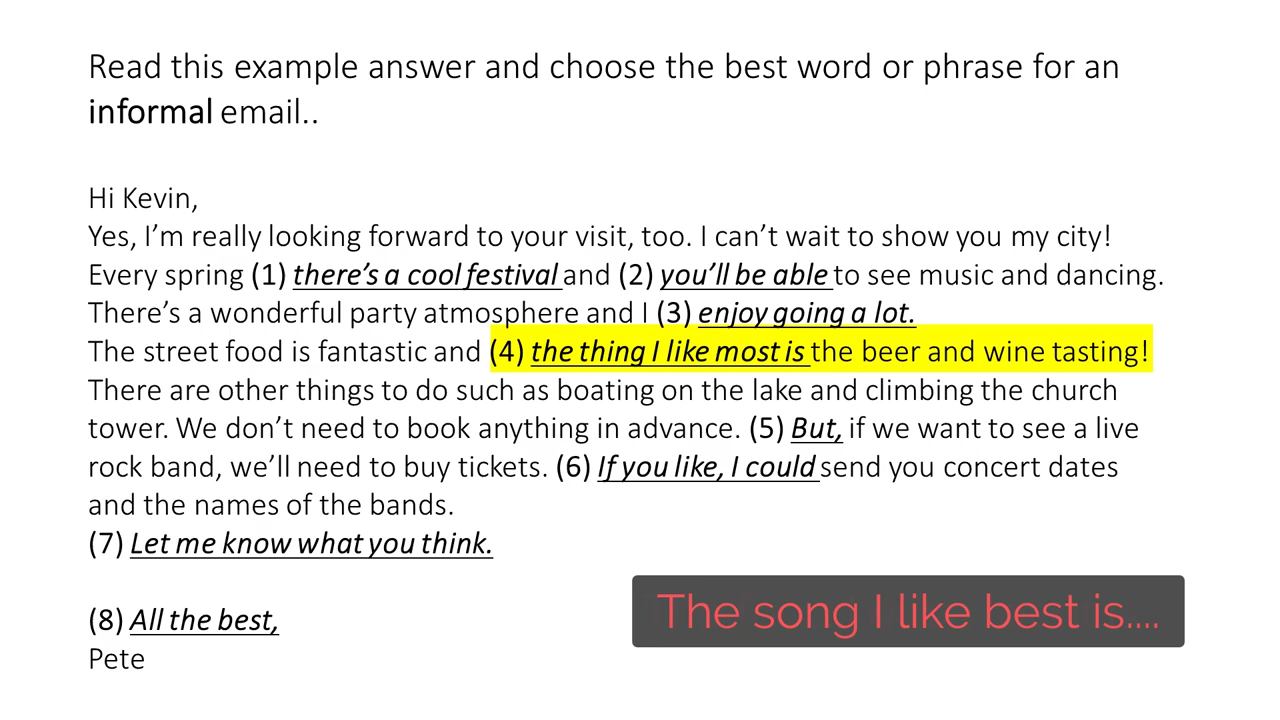 Read this example answer and choose the best word or phrase for an
informal email..
Hi Kevin,
Yes, I’m really looking forward to your visit, too. I can’t wait to show you my city!
Every spring (1) there’s a cool festival and (2) you’ll be able to see music and dancing.
There’s a wonderful party atmosphere and I (3) enjoy going a lot.
The street food is fantastic and (4) the thing I like most is the beer and wine tasting!
There are other things to do such as boating on the lake and climbing the church
tower. We don’t need to book anything in advance. (5) But, if we want to see a live
rock band, we’ll need to buy tickets. (6) If you like, I could send you concert dates
and the names of the bands.
(7) Let me know what you think.
(8) All the best,
Pete
The song I like best is....